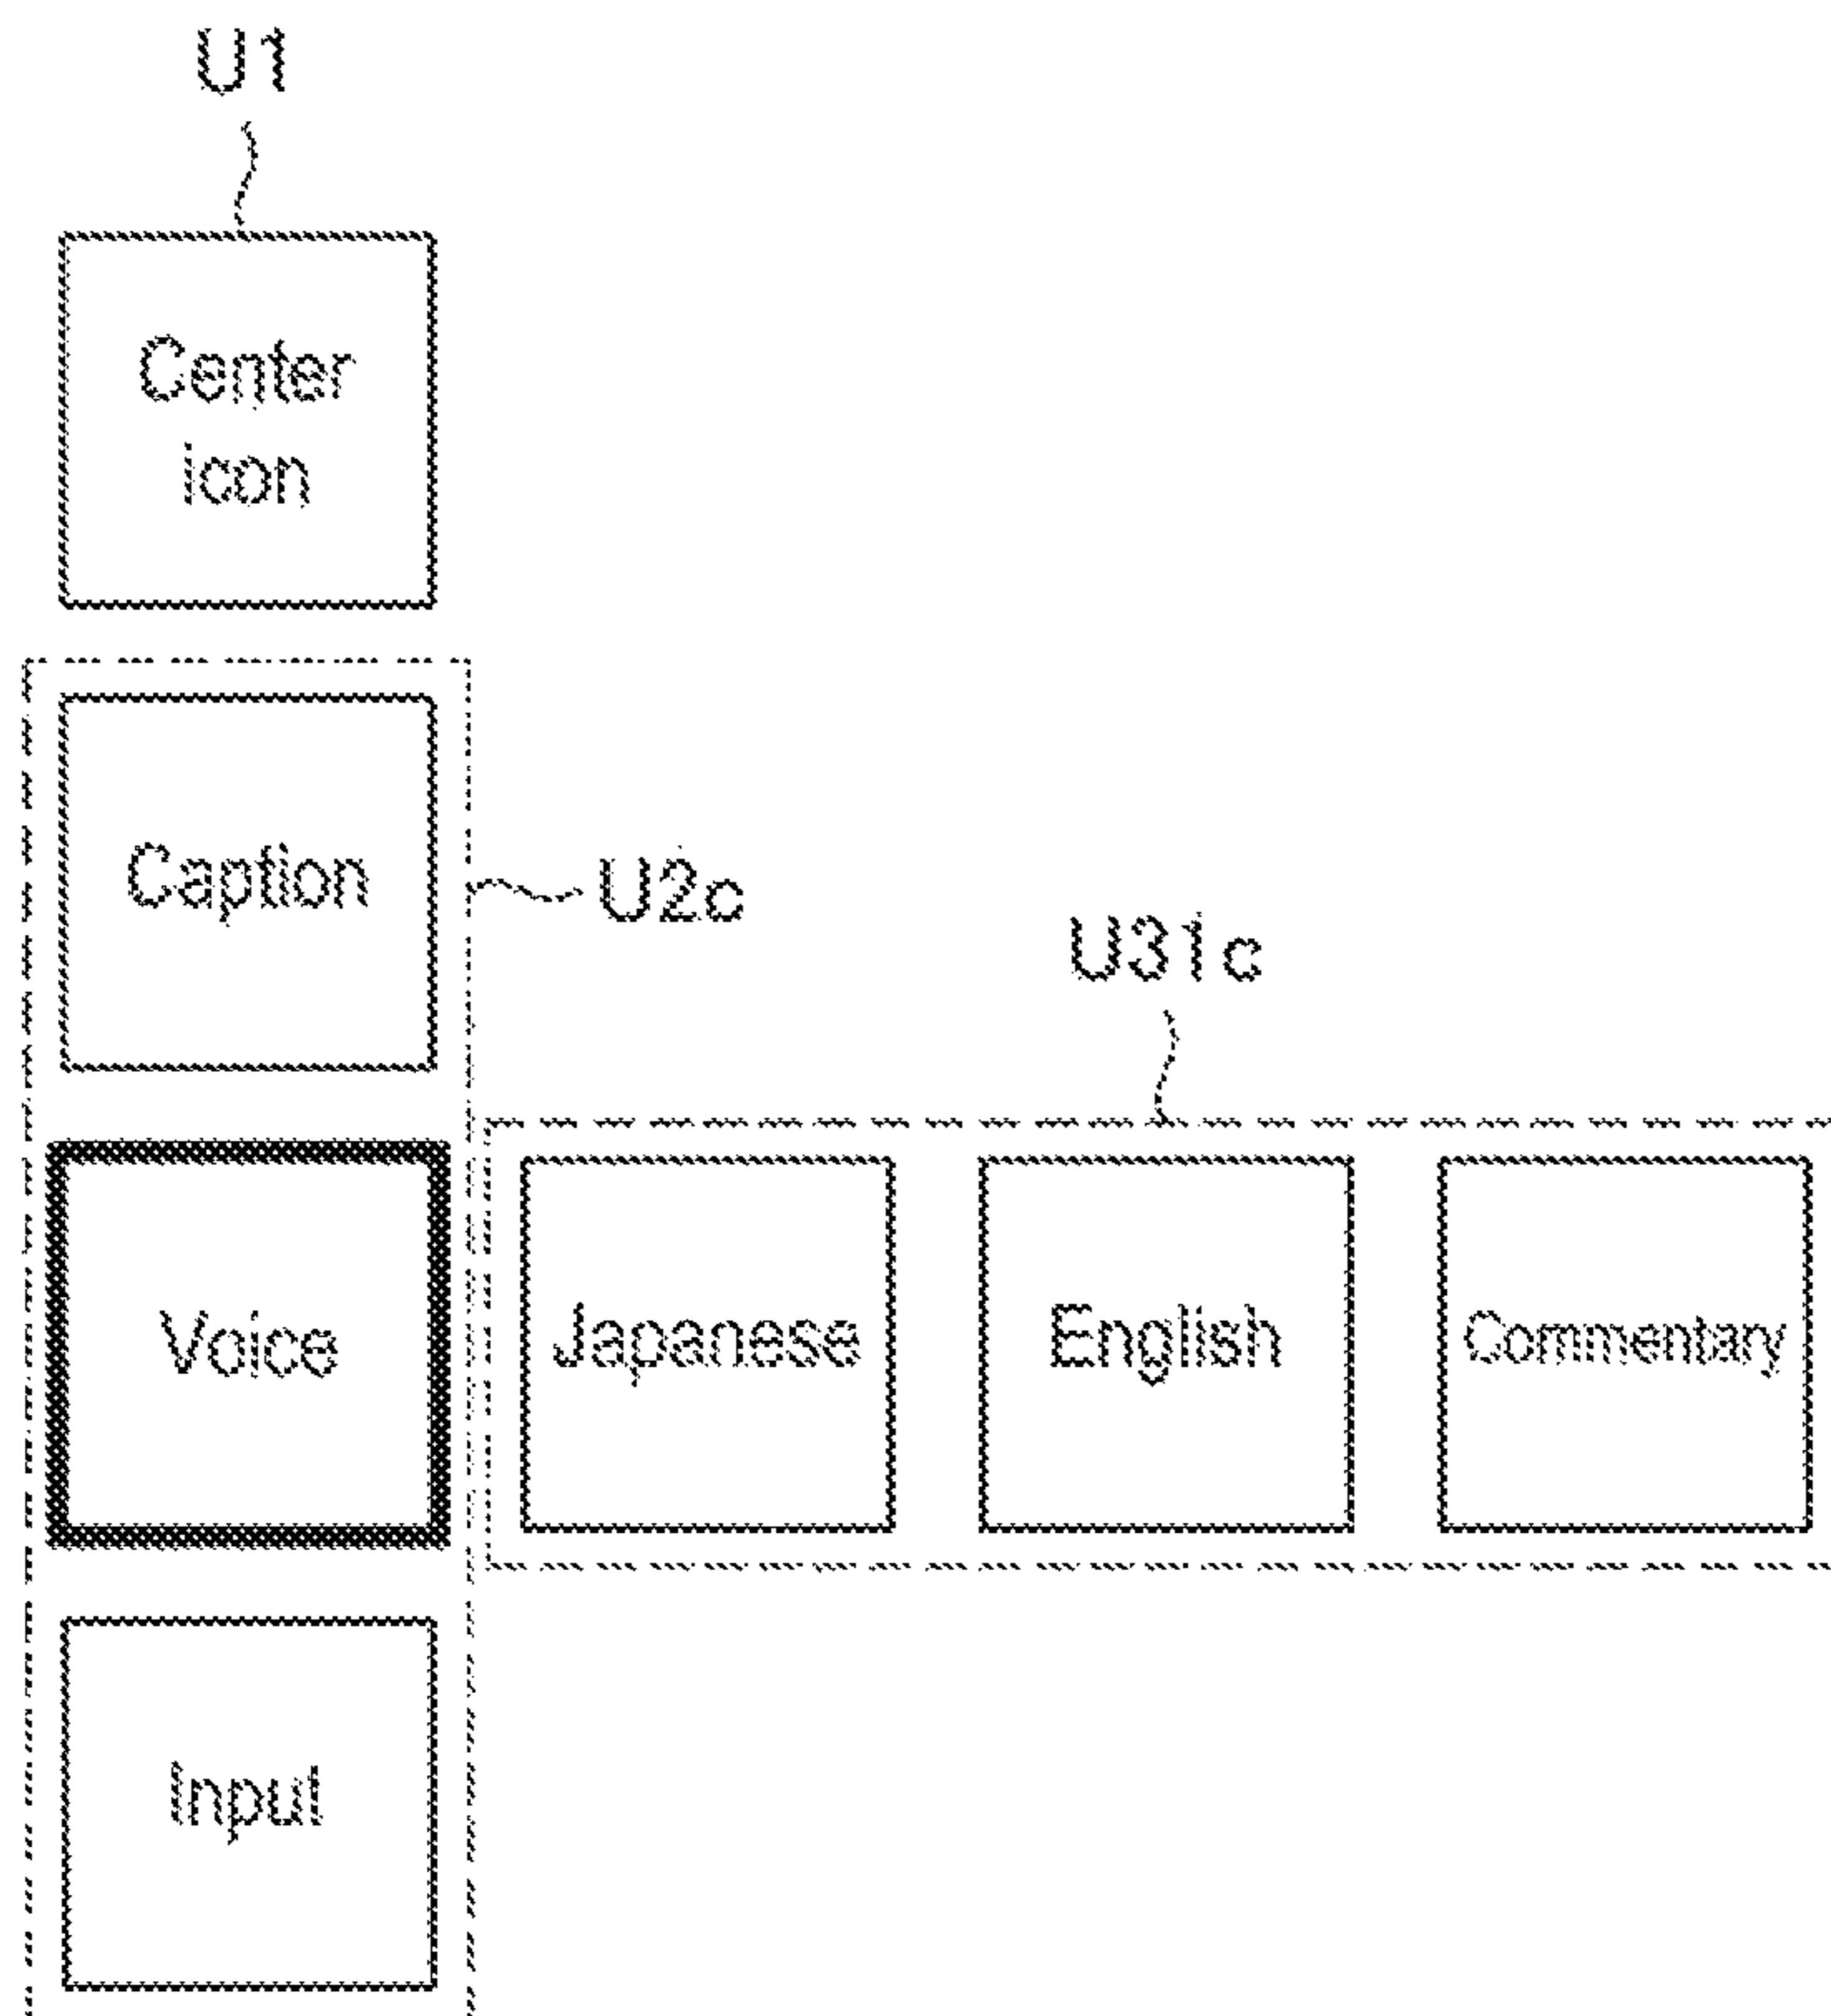 U1
Center
icon
Caption
U2c
U31c
Voice
Japanese
English
Commentary
Input